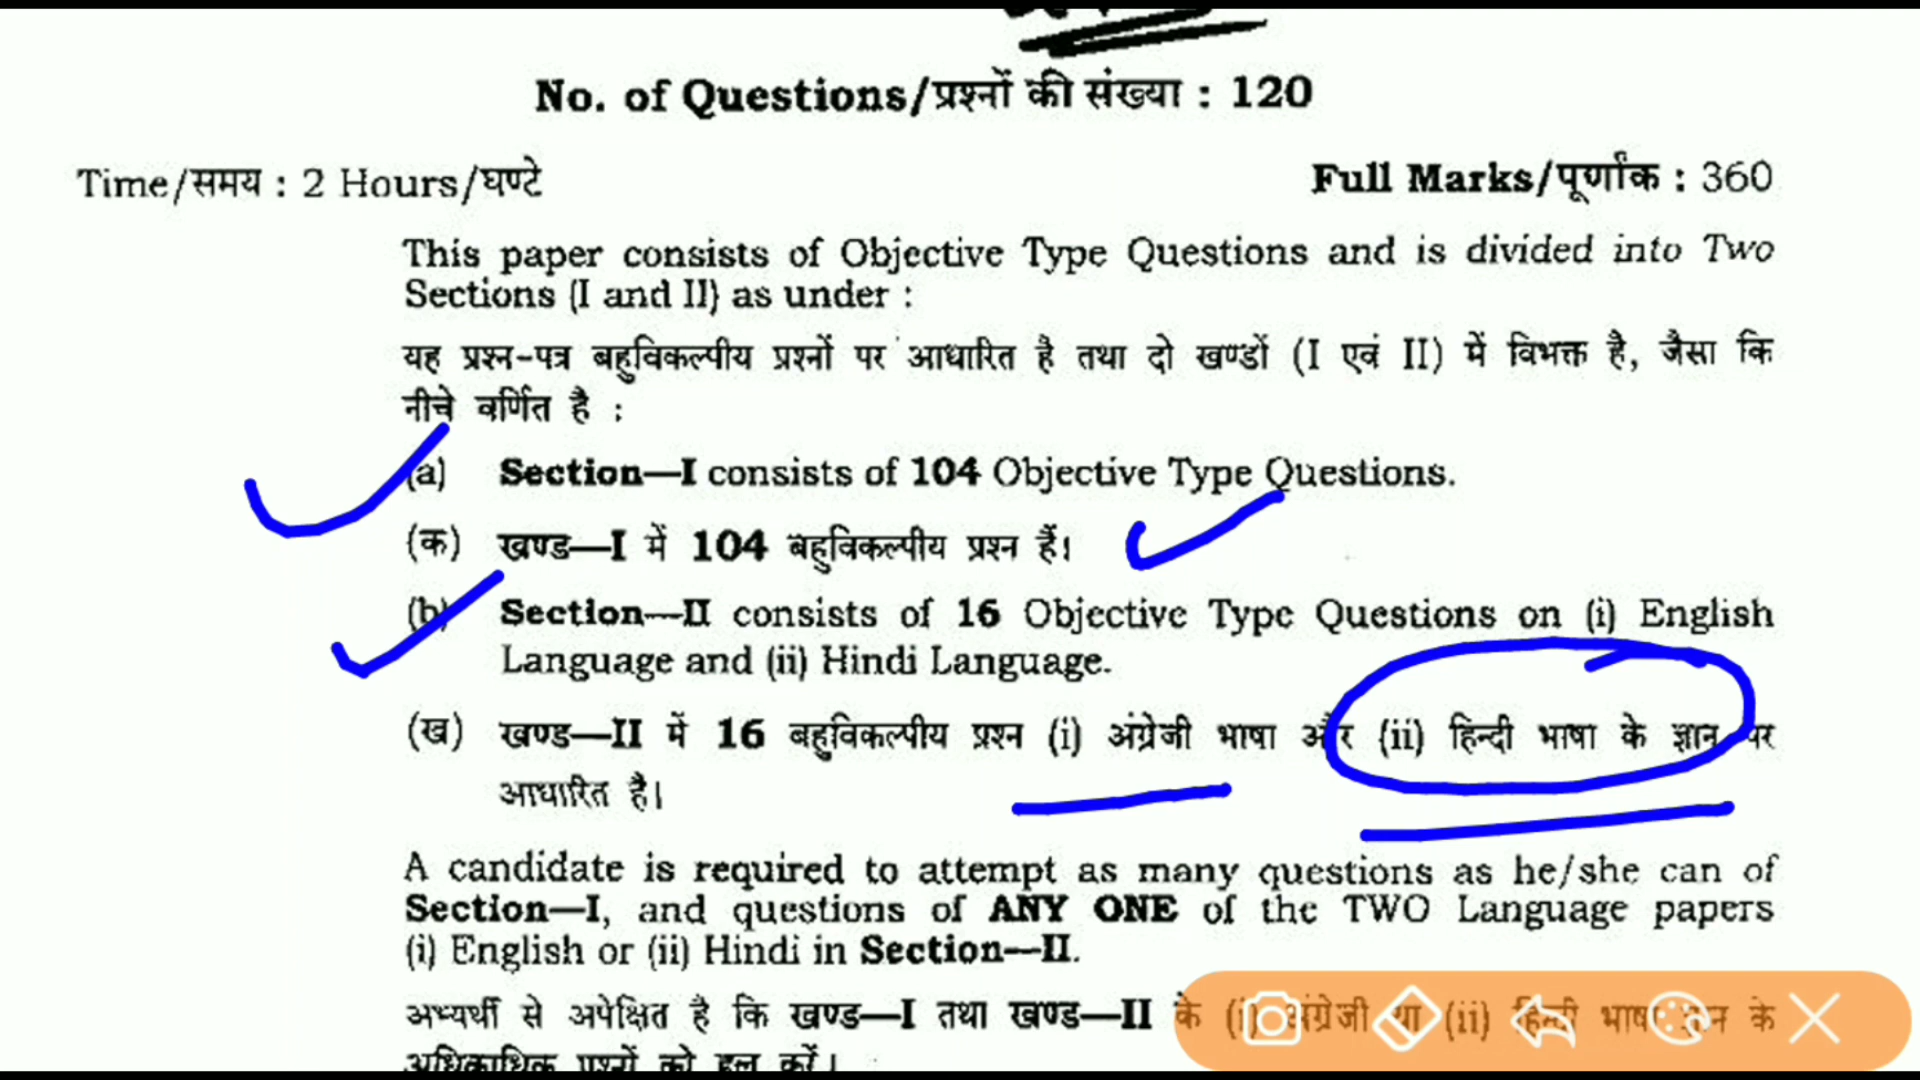 No. of Questions/प्रश्नों की संख्या : 120
Time/समय : 2 Hours/घण्टे
Full Marks/पूर्णांक : 360
This paper consists of Objective Type Questions and is divided into Two
Sections (I and II) as under :
यह प्रश्न-पत्र बहुविकल्पीय प्रश्नों पर आधारित है तथा दो खण्डों (I एवं II) में विभक्त है, जैसा कि
नीचे वर्णित है :
(a) Section—I consists of 104 Objective Type Questions.
(क) खण्ड—I में 104 बहुविकल्पीय प्रश्न हैं।
(b) Section—II consists of 16 Objective Type Questions on (i) English
Language and (ii) Hindi Language.
(ख) खण्ड—II में 16 बहुविकल्पीय प्रश्न (i) अंग्रेजी भाषा और (ii) हिन्दी भाषा के ज्ञान पर
आधारित है।
A candidate is required to attempt as many questions as he/she can of
Section—I, and questions of ANY ONE of the TWO Language papers
(i) English or (ii) Hindi in Section—II.
अभ्यर्थी से अपेक्षित है कि खण्ड—I तथा खण्ड—II के (i) अंग्रेजी या (ii) हिन्दी भाषा ज्ञान के
अधिकाधिक प्रश्नों को हल करें।